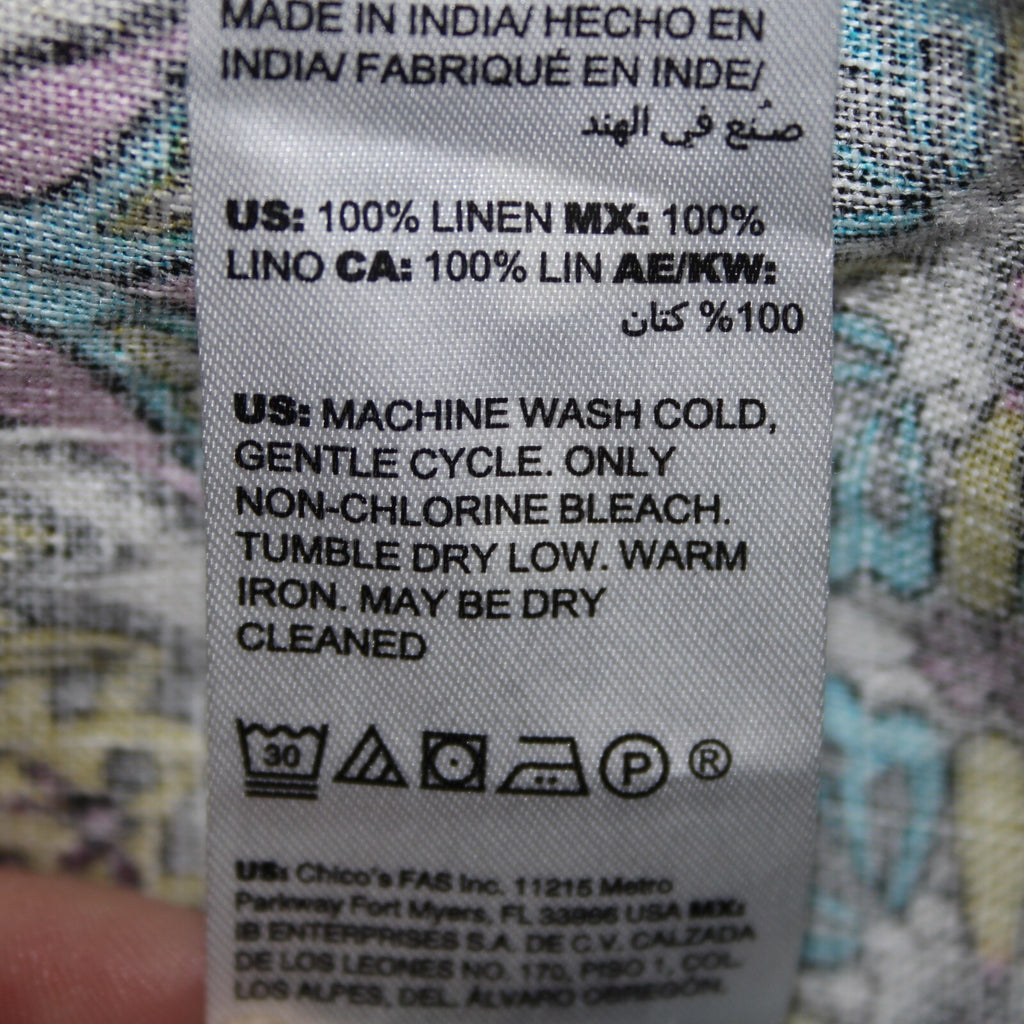 MADE IN INDIA/ HECHO EN
INDIA/ FABRIQUÉ EN INDE/
صُنع في الهند
US: 100% LINEN MX: 100%
LINO CA: 100% LIN AE/KW:
100% كتان
US: MACHINE WASH COLD,
GENTLE CYCLE. ONLY
NON-CHLORINE BLEACH.
TUMBLE DRY LOW. WARM
IRON. MAY BE DRY
CLEANED
30 P ®
US: Chico's FAS Inc. 11215 Metro
Parkway Fort Myers, FL 33966 USA MX:
IB ENTERPRISES S.A. DE C.V. CALZADA
DE LOS LEONES NO. 170, PISO 1, COL.
LOS ALPES, DEL. ÁLVARO OBREGÓN.